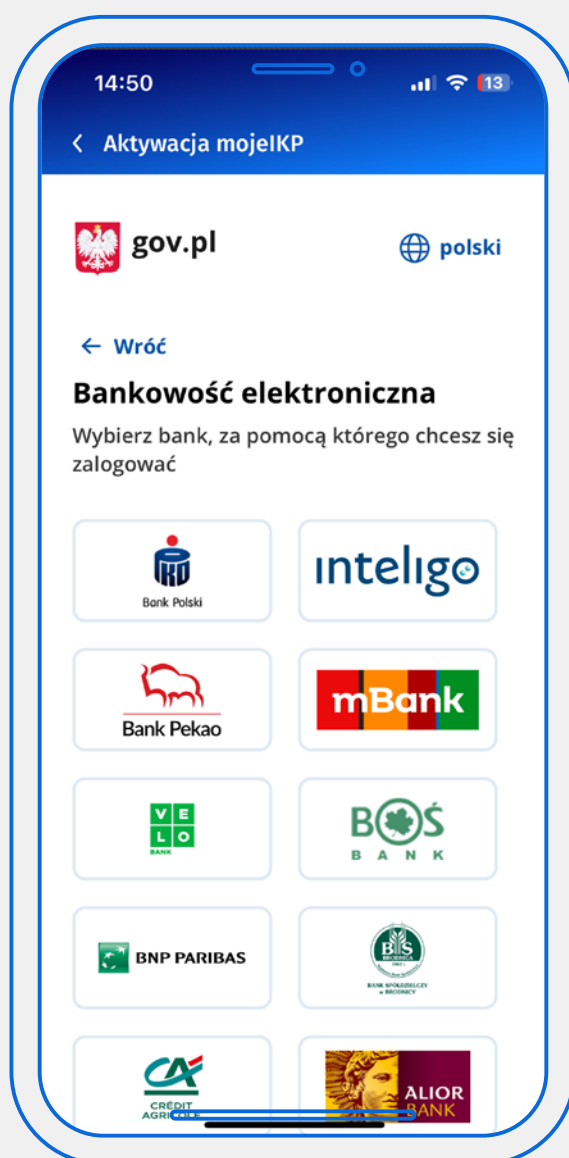 14:50
13
Aktywacja mojeIKP
gov.pl
polski
Wróć
Bankowość elektroniczna
Wybierz bank, za pomocą którego chcesz się
zalogować
PKO
Bank Polski
inteligo
Bank Pekao
mBank
VE
LO
BANK
BOŚ
BANK
BNP PARIBAS
BS
BRODNICA
BANK SPÓŁDZIELCZY
w BRODNICY
CA
CRÉDIT
AGRICOLE
ALIOR
BANK